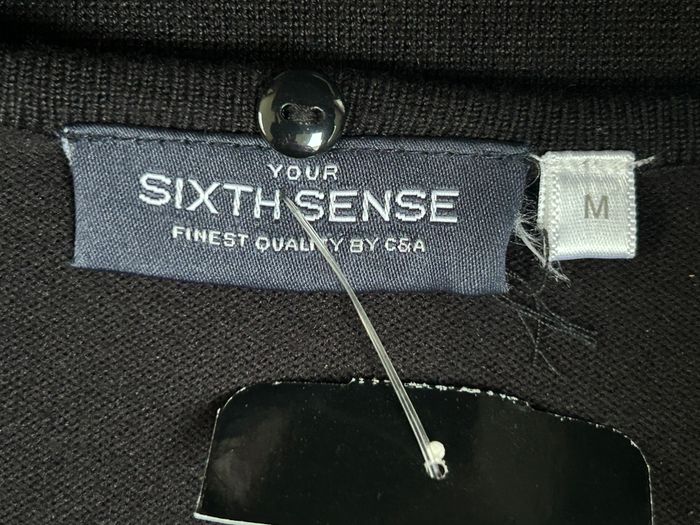 YOUR
SIXTH SENSE
FINEST QUALITY BY C&A
M